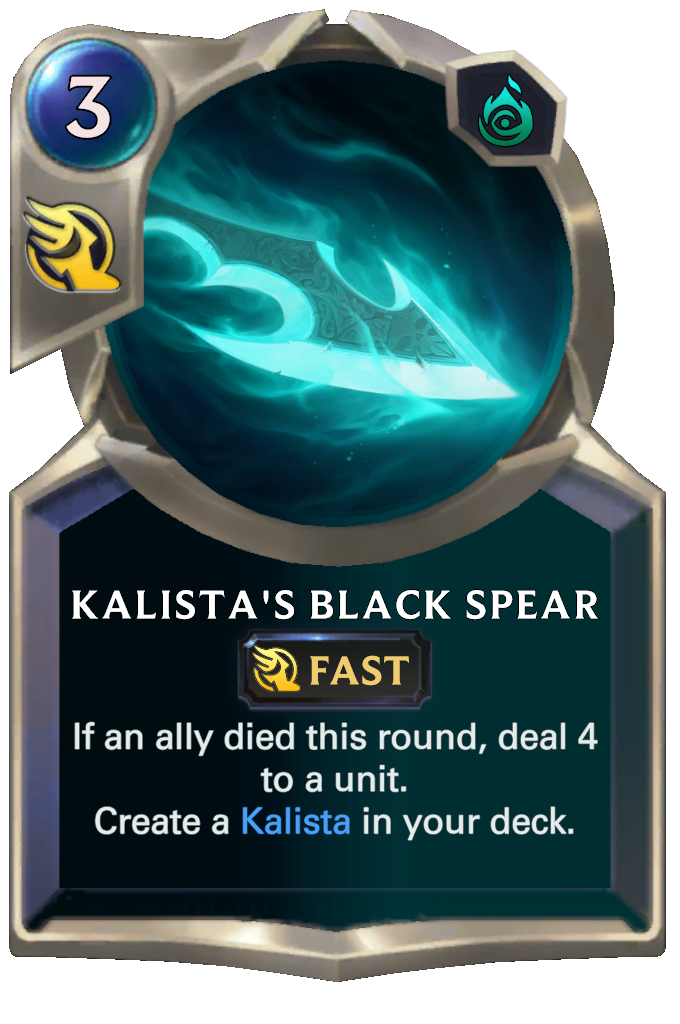 3
KALISTA'S BLACK SPEAR
FAST
If an ally died this round, deal 4
to a unit.
Create a Kalista in your deck.